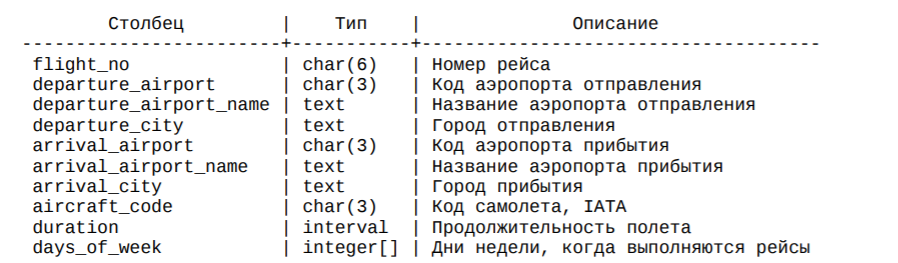 Столбец | Тип | Описание
------------------------+-----------+-------------------------------------
flight_no | char(6) | Номер рейса
departure_airport | char(3) | Код аэропорта отправления
departure_airport_name | text | Название аэропорта отправления
departure_city | text | Город отправления
arrival_airport | char(3) | Код аэропорта прибытия
arrival_airport_name | text | Название аэропорта прибытия
arrival_city | text | Город прибытия
aircraft_code | char(3) | Код самолета, IATA
duration | interval | Продолжительность полета
days_of_week | integer[] | Дни недели, когда выполняются рейсы